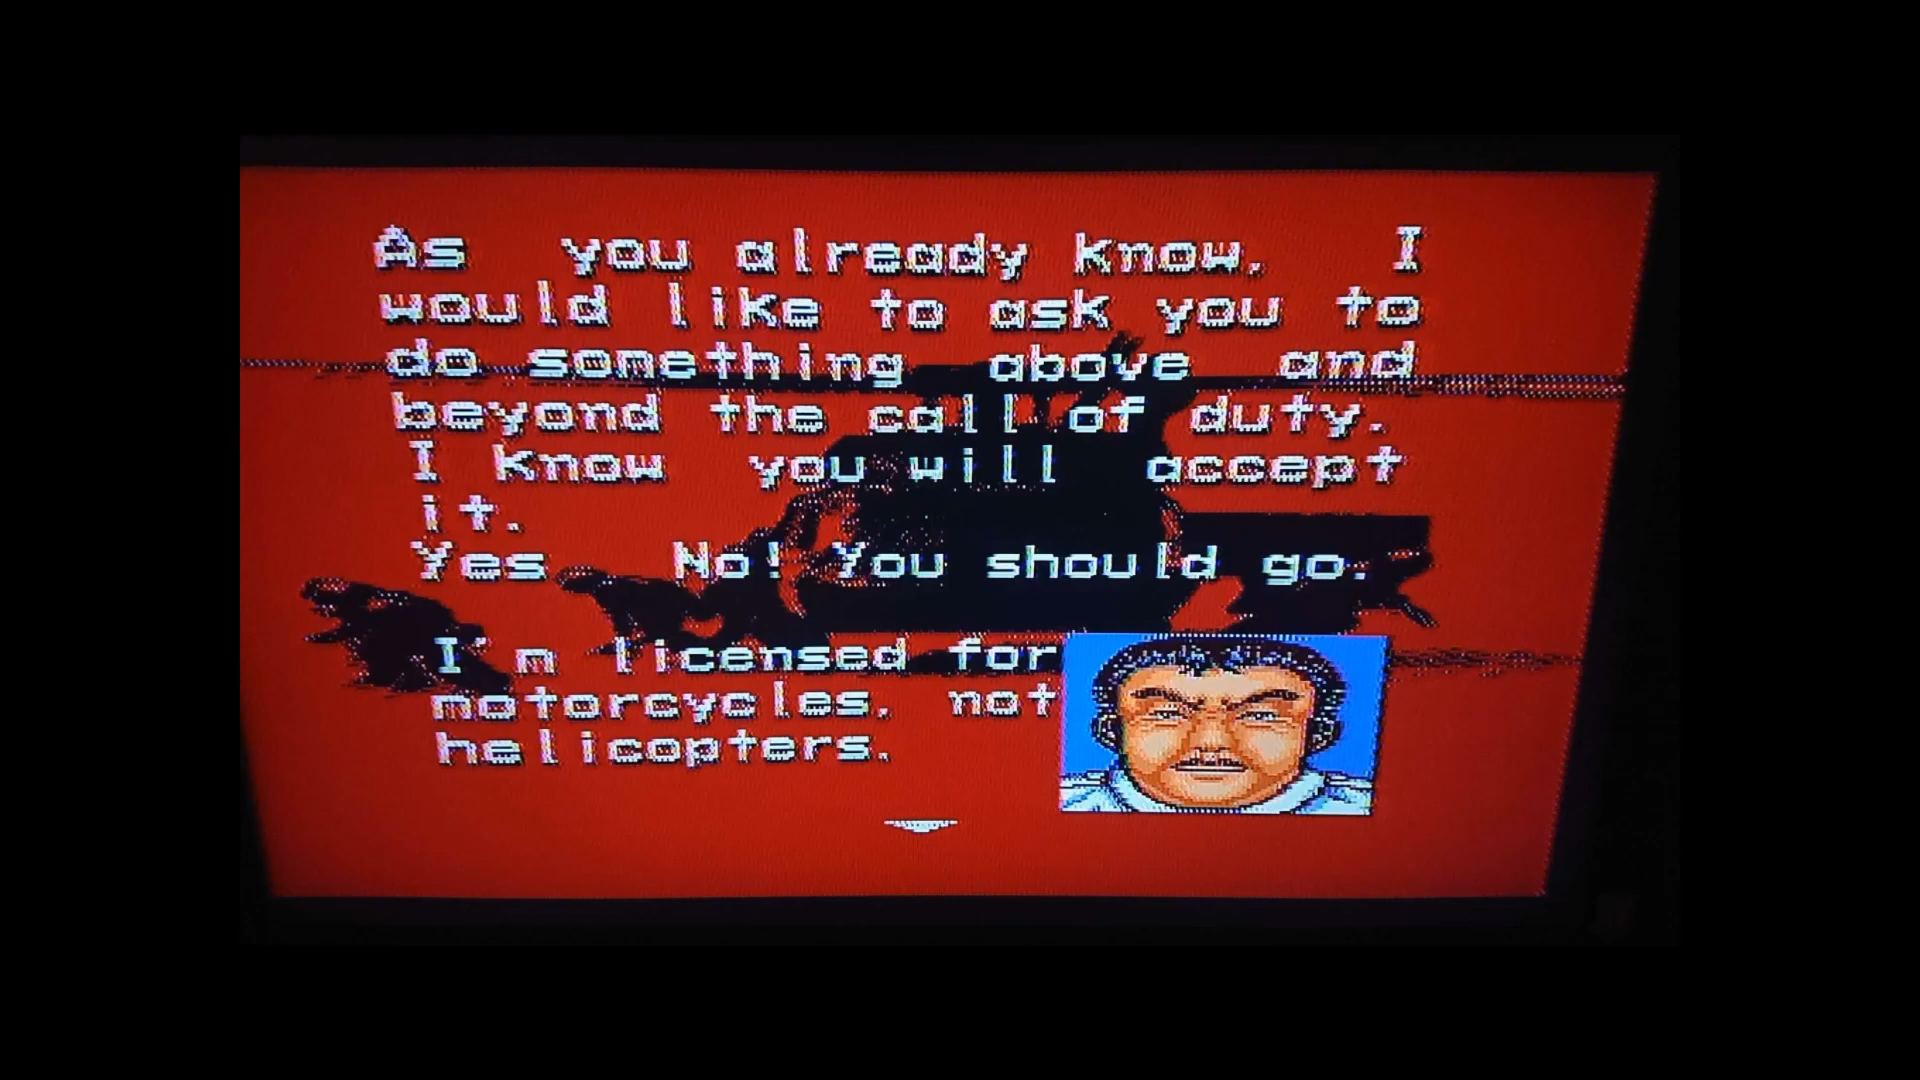 As you already know, I
would like to ask you to
do something above and
beyond the call of duty.
I know you will accept
it.
Yes No! You should go.
I'm licensed for
motorcycles, not
helicopters.